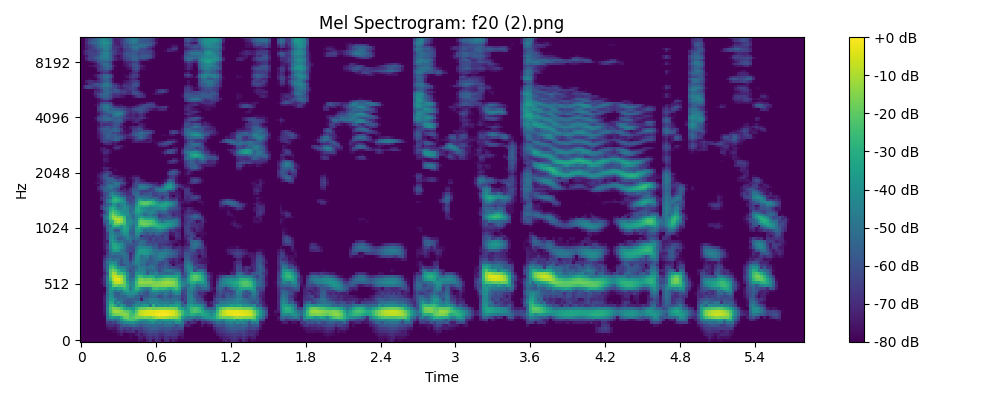 Mel Spectrogram: f20 (2).png
+0 dB
8192
-10 dB
4096
-20 dB
-30 dB
2048
Hz
-40 dB
1024
-50 dB
-60 dB
512
-70 dB
0
-80 dB
0 0.6 1.2 1.8 2.4 3 3.6 4.2 4.8 5.4
Time